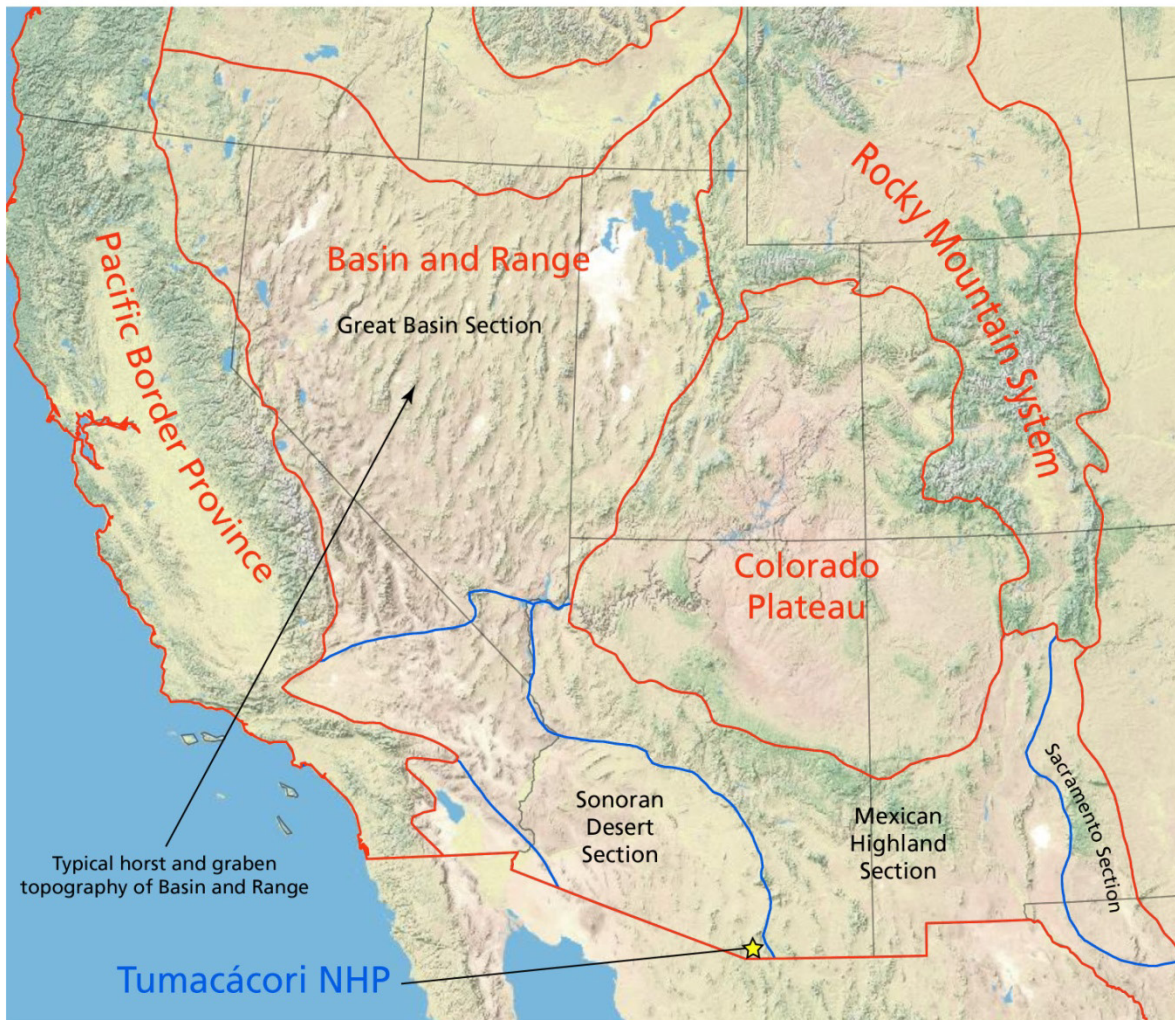 Rocky Mountain System
Pacific Border Province
Basin and Range
Great Basin Section
Colorado
Plateau
Sacramento Section
Sonoran
Desert
Section
Mexican
Highland
Section
Typical horst and graben
topography of Basin and Range
Tumacácori NHP